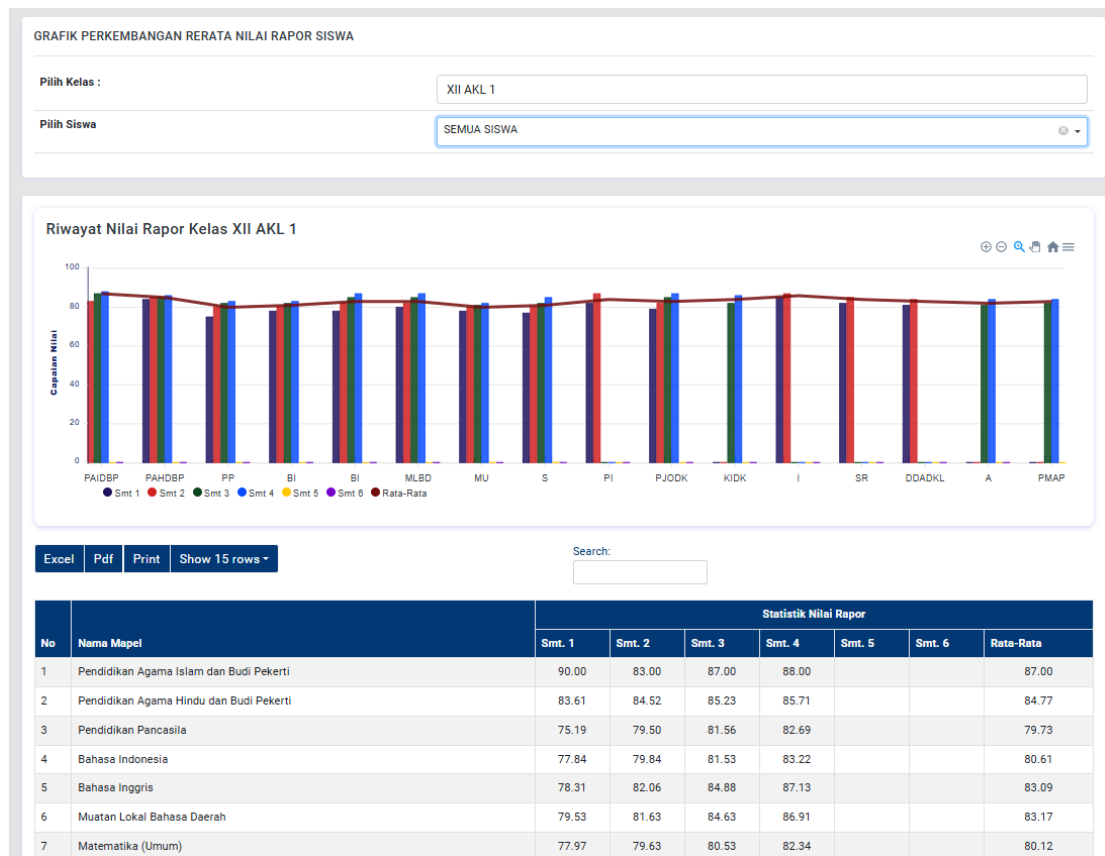 GRAFIK PERKEMBANGAN RERATA NILAI RAPOR SISWA
Pilih Kelas :
XII AKL 1
Pilih Siswa
SEMUA SISWA
Riwayat Nilai Rapor Kelas XII AKL 1
100
80
60
40
20
0
Capaian Nilai
PAIDBP PAHDBP PP BI BI MLBD MU S PI PJODK KIDK I SR DDADKL A PMAP
Smt 1 Smt 2 Smt 3 Smt 4 Smt 5 Smt 6 Rata-Rata
Excel Pdf Print Show 15 rows
Search:
No Nama Mapel Statistik Nilai Rapor
Smt. 1 Smt. 2 Smt. 3 Smt. 4 Smt. 5 Smt. 6 Rata-Rata
1 Pendidikan Agama Islam dan Budi Pekerti 90.00 83.00 87.00 88.00 87.00
2 Pendidikan Agama Hindu dan Budi Pekerti 83.61 84.52 85.23 85.71 84.77
3 Pendidikan Pancasila 75.19 79.50 81.56 82.69 79.73
4 Bahasa Indonesia 77.84 79.84 81.53 83.22 80.61
5 Bahasa Inggris 78.31 82.06 84.88 87.13 83.09
6 Muatan Lokal Bahasa Daerah 79.53 81.63 84.63 86.91 83.17
7 Matematika (Umum) 77.97 79.63 80.53 82.34 80.12